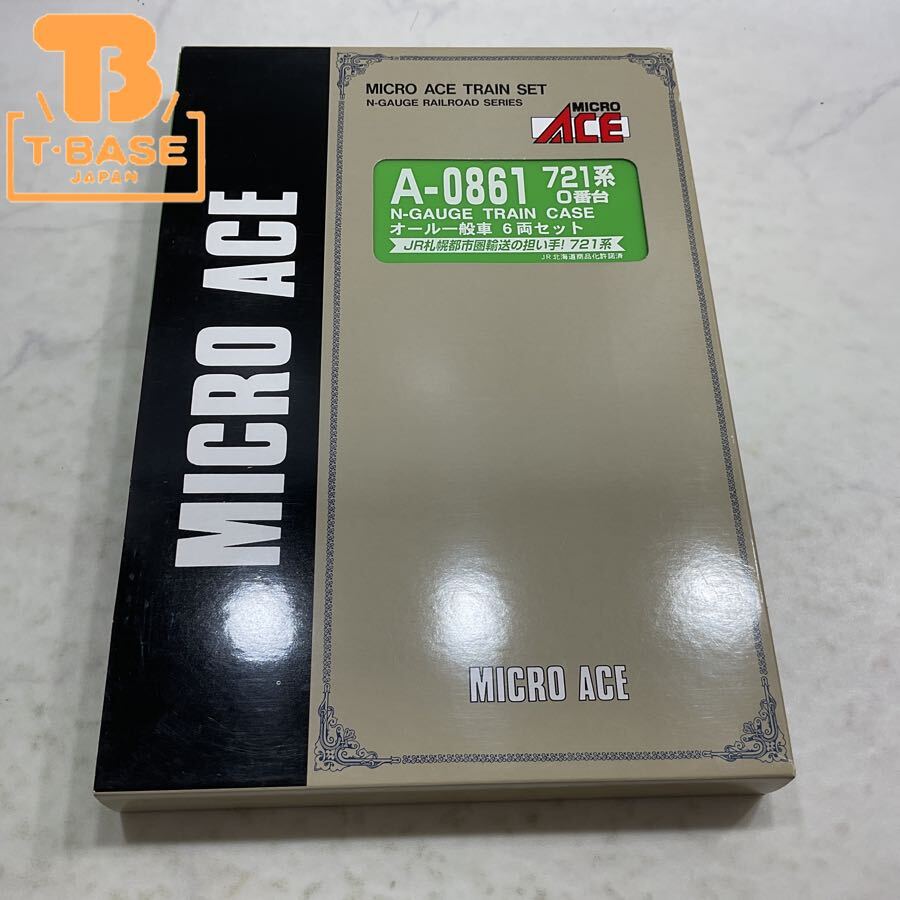 B
T·BASE
JAPAN
MICRO ACE
MICRO ACE TRAIN SET
N-GAUGE RAILROAD SERIES
MICRO
ACE
A-0861 721系
0番台
N-GAUGE TRAIN CASE
オール一般車 6両セット
JR札幌都市圏輸送の担い手! 721系
JR北海道商品化許諾済
MICRO ACE